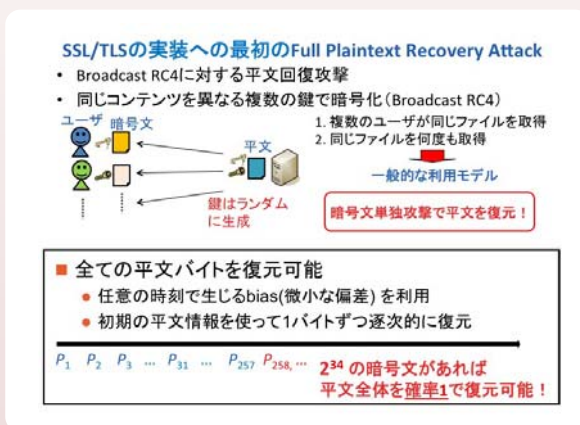 SSL/TLSの実装への最初のFull Plaintext Recovery Attack
• Broadcast RC4に対する平文回復攻撃
• 同じコンテンツを異なる複数の鍵で暗号化(Broadcast RC4)
ユーザ 暗号文
平文
鍵はランダム
に生成
1. 複数のユーザが同じファイルを取得
2. 同じファイルを何度も取得
一般的な利用モデル
暗号文単独攻撃で平文を復元！
■ 全ての平文バイトを復元可能
• 任意の時刻で生じるbias(微小な偏差) を利用
• 初期の平文情報を使って1バイトずつ逐次的に復元
P1 P2 P3 … P31 … P257 P258, …
2^34 の暗号文があれば
平文全体を確率1で復元可能！